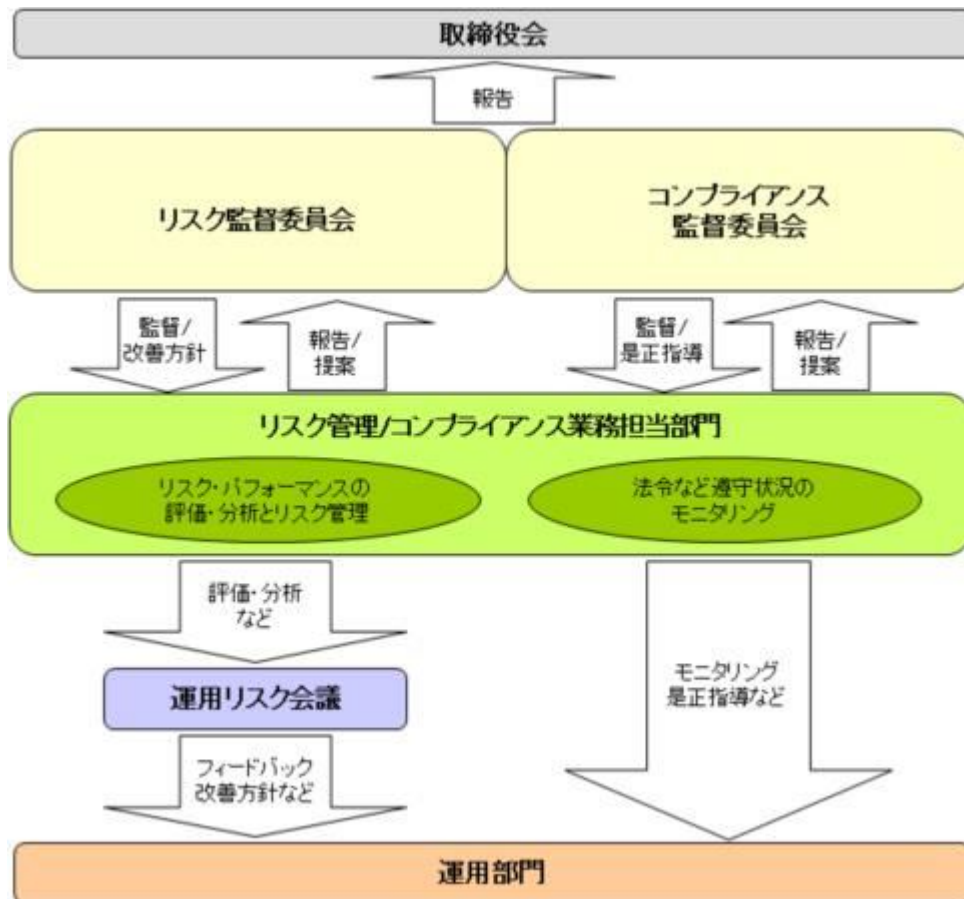 取締役会
報告
リスク監督委員会
コンプライアンス
監督委員会
監督/
改善方針
報告/
提案
監督/
是正指導
報告/
提案
リスク管理/コンプライアンス業務担当部門
リスク・パフォーマンスの
評価・分析とリスク管理
法令など遵守状況の
モニタリング
評価・分析
など
運用リスク会議
フィードバック
改善方針など
モニタリング
是正指導など
運用部門